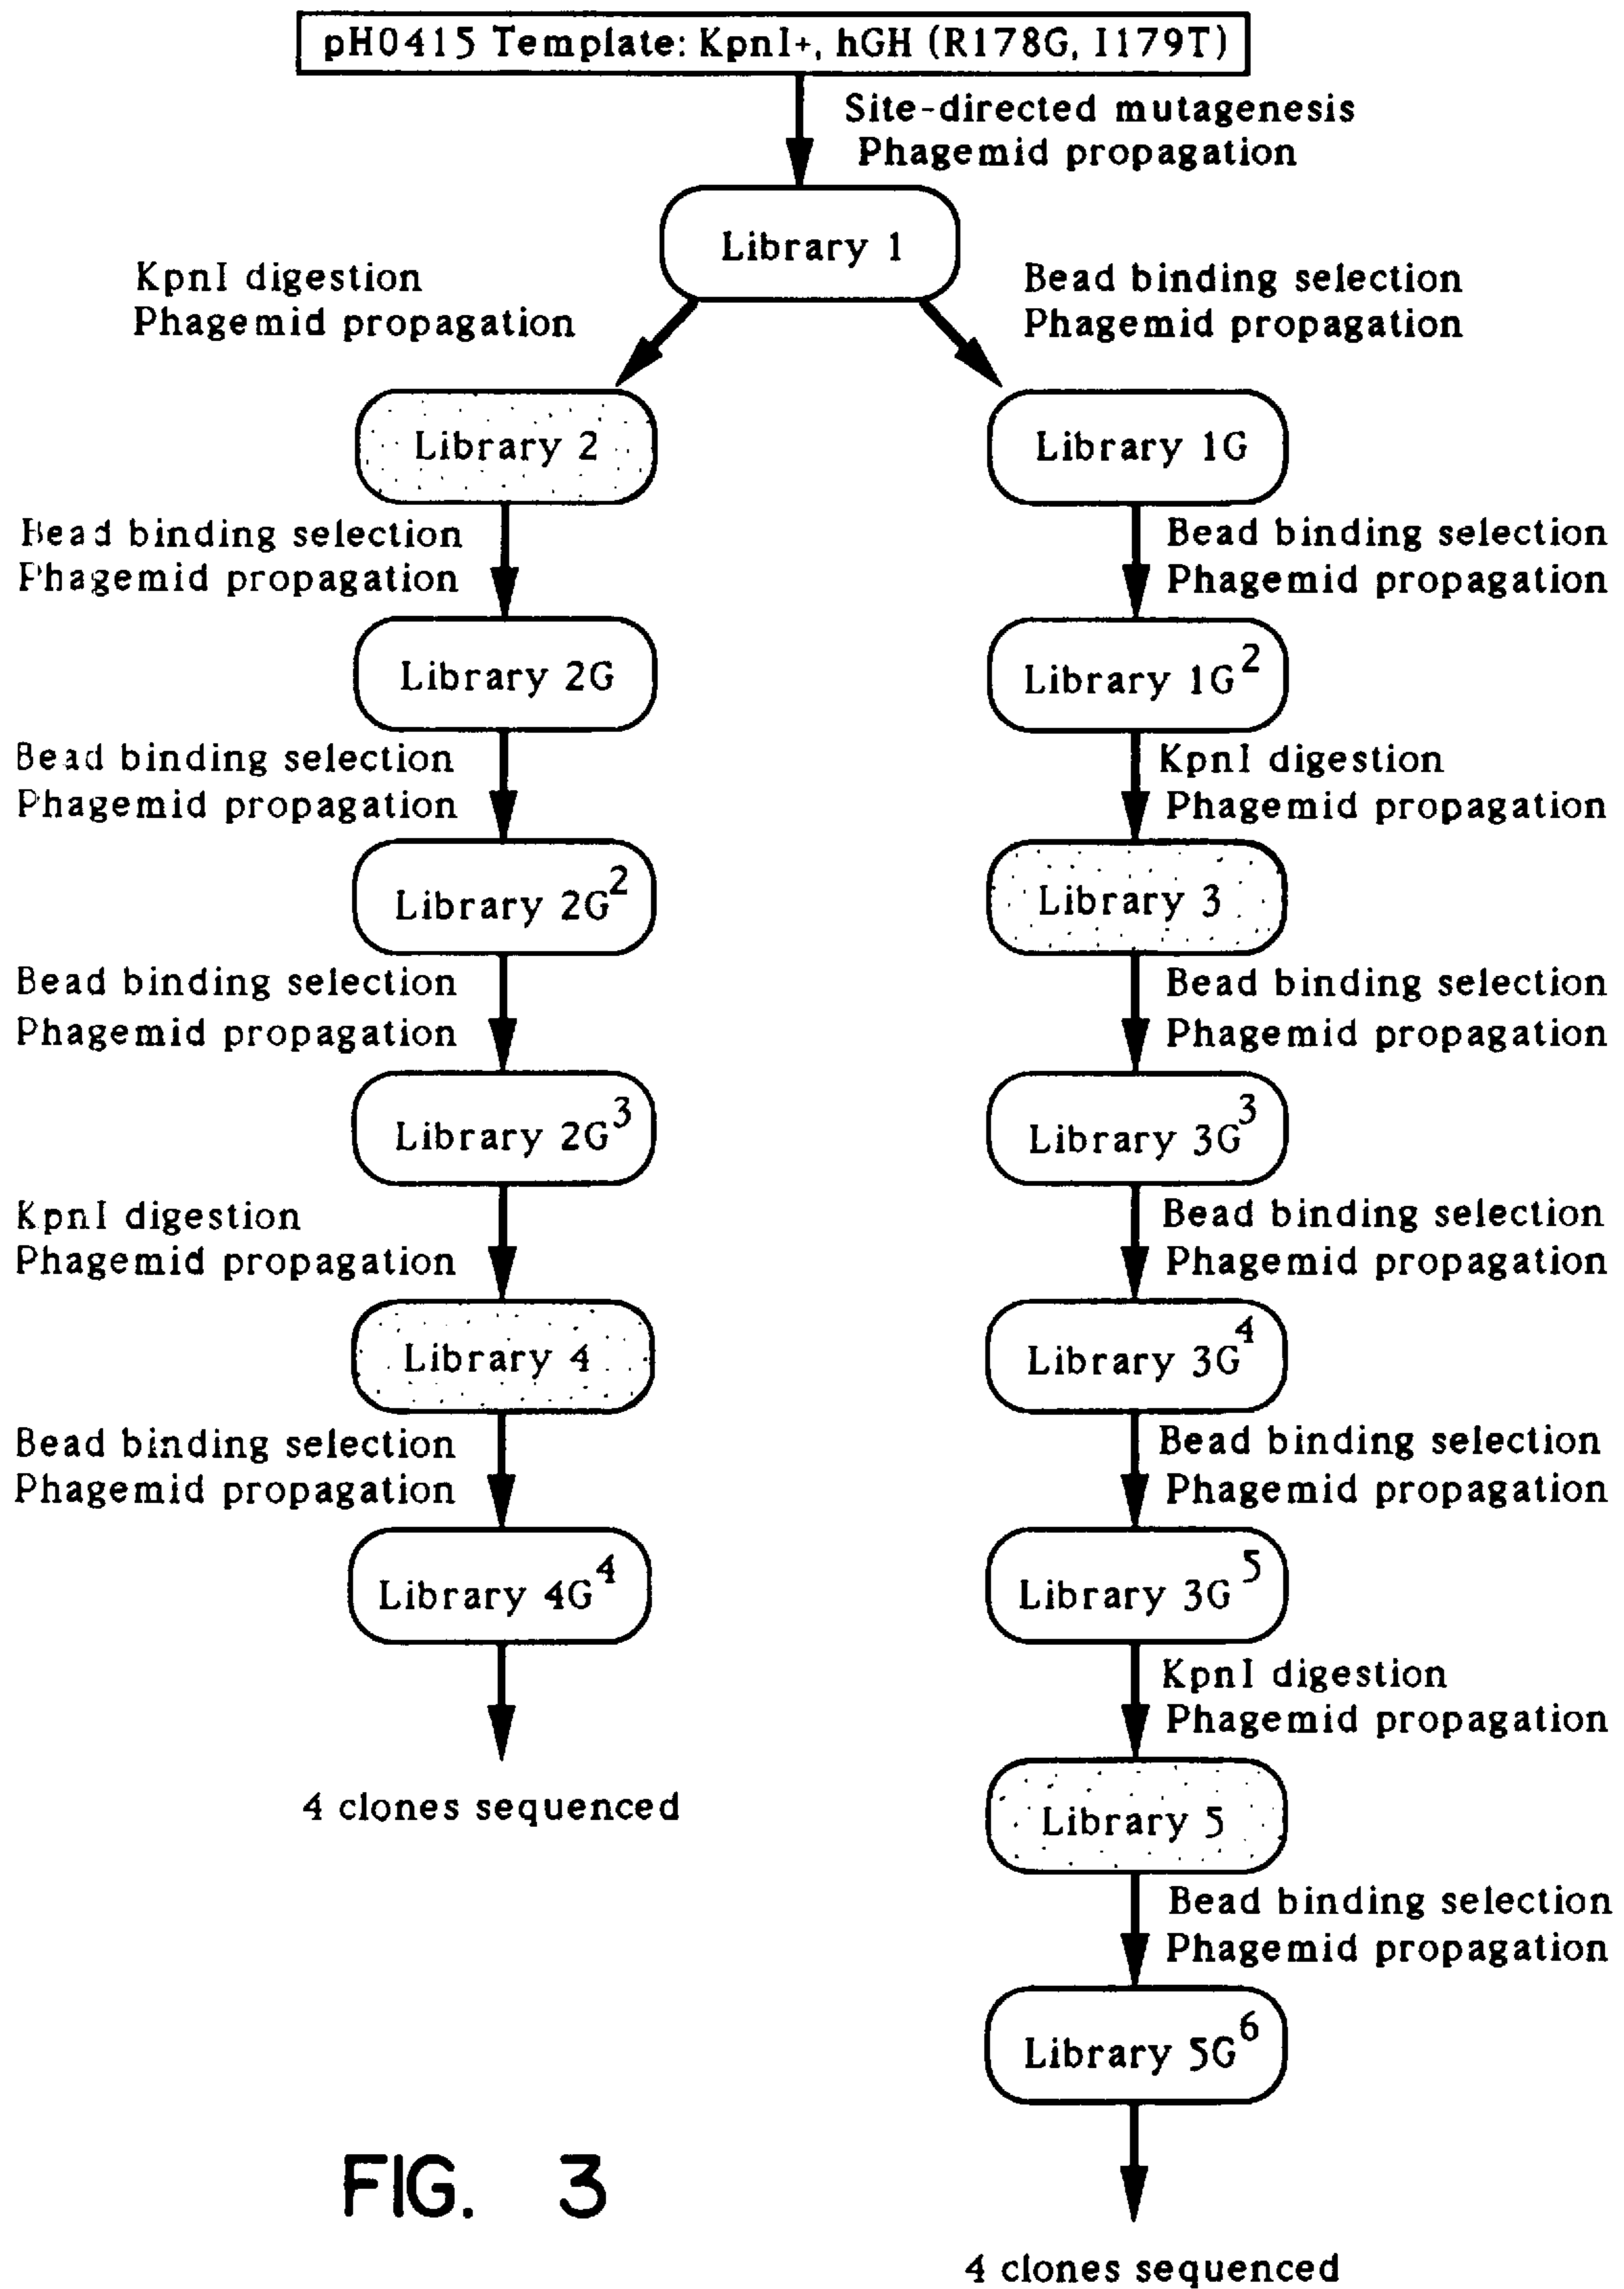 pH0415 Template: KpnI+, hGH (R178G, I179T)
Site-directed mutagenesis
Phagemid propagation
Library 1
KpnI digestion
Phagemid propagation
Bead binding selection
Phagemid propagation
Library 2
Library 1G
Bead binding selection
Phagemid propagation
Bead binding selection
Phagemid propagation
Library 2G
Library 1G²
Bead binding selection
Phagemid propagation
KpnI digestion
Phagemid propagation
Library 2G²
Library 3
Bead binding selection
Phagemid propagation
Bead binding selection
Phagemid propagation
Library 2G³
Library 3G³
KpnI digestion
Phagemid propagation
Bead binding selection
Phagemid propagation
Library 4
Library 3G⁴
Bead binding selection
Phagemid propagation
Bead binding selection
Phagemid propagation
Library 4G⁴
Library 3G⁵
KpnI digestion
Phagemid propagation
4 clones sequenced
Library 5
Bead binding selection
Phagemid propagation
Library 5G⁶
FIG. 3
4 clones sequenced